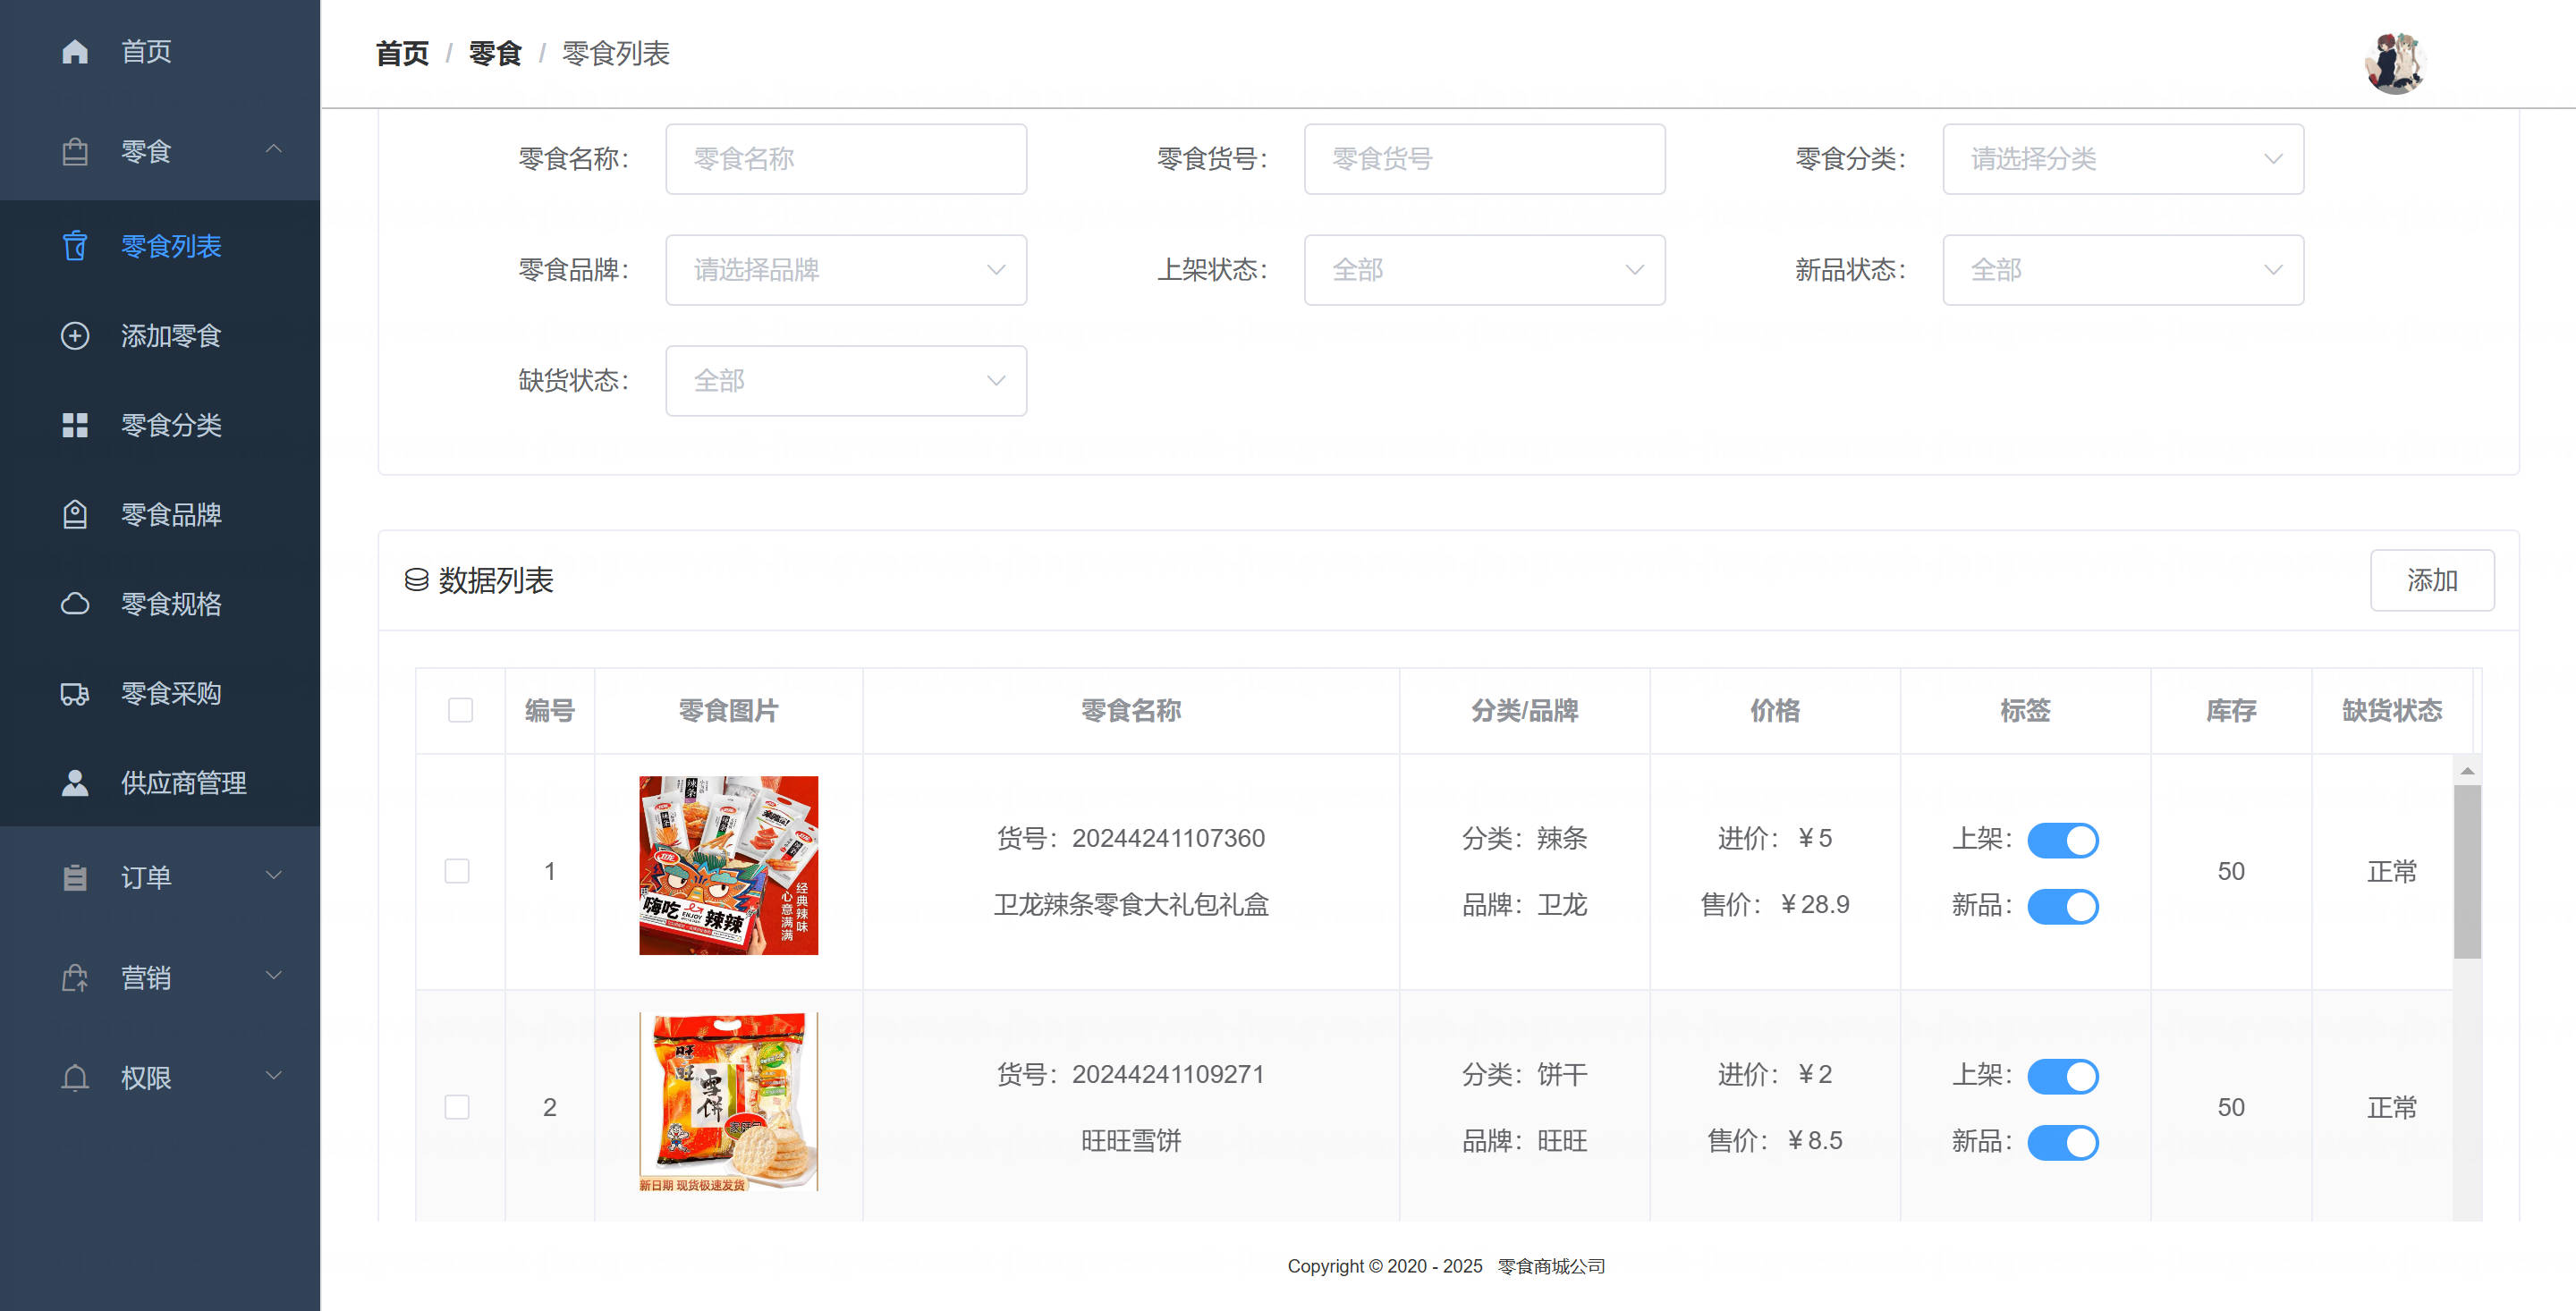 首页
零食
零食列表
添加零食
零食分类
零食品牌
零食规格
零食采购
供应商管理
订单
营销
权限
首页 / 零食 / 零食列表
零食名称： 零食名称 零食货号： 零食货号 零食分类： 请选择分类
零食品牌： 请选择品牌 上架状态： 全部 新品状态： 全部
缺货状态： 全部
数据列表 添加
编号 零食图片 零食名称 分类/品牌 价格 标签 库存 缺货状态
1
辣条
卫龙
嗨吃 辣辣
ENJOY
经典辣味
心意满满
货号：20244241107360
卫龙辣条零食大礼包礼盒
分类：辣条
品牌：卫龙
进价：￥5
售价：￥28.9
上架：
新品：
50
正常
2
旺
雪饼
新日期 现货极速发货
货号：20244241109271
旺旺雪饼
分类：饼干
品牌：旺旺
进价：￥2
售价：￥8.5
上架：
新品：
50
正常
Copyright © 2020 - 2025 零食商城公司